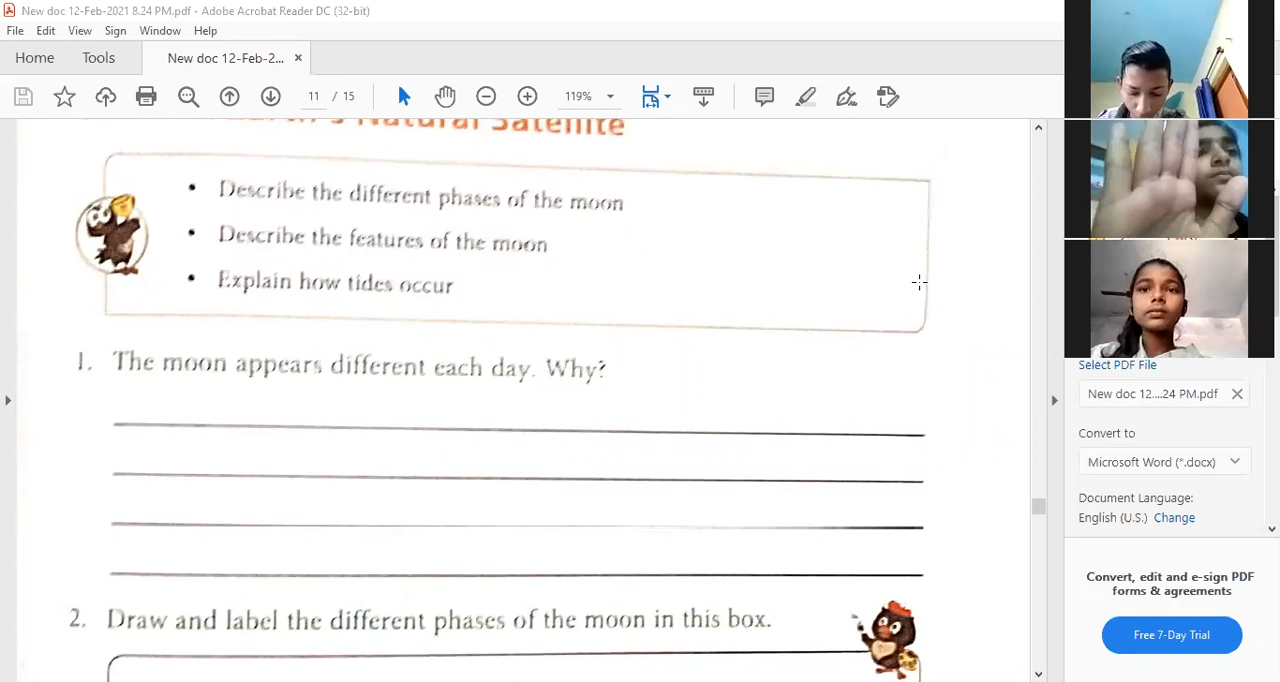 New doc 12-Feb-2021 8.24 PM.pdf - Adobe Acrobat Reader DC (32-bit)
File Edit View Sign Window Help
Home Tools New doc 12-Feb-2... ×
11 / 15 119%
Earth's Natural Satellite
• Describe the different phases of the moon
• Describe the features of the moon
• Explain how tides occur
1. The moon appears different each day. Why?
2. Draw and label the different phases of the moon in this box.
Select PDF File
New doc 12....24 PM.pdf
Convert to
Microsoft Word (*.docx)
Document Language:
English (U.S.) Change
Convert, edit and e-sign PDF
forms & agreements
Free 7-Day Trial